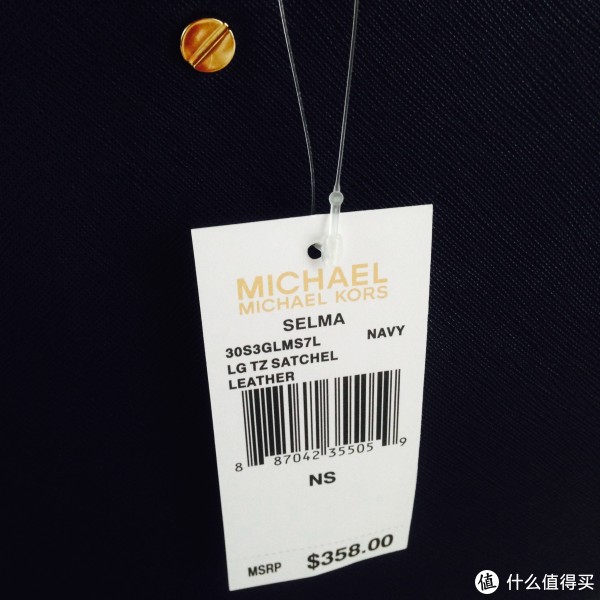 MICHAEL
MICHAEL KORS
SELMA
30S3GLMS7L NAVY
LG TZ SATCHEL
LEATHER
8 87042 35505 9
NS
MSRP $358.00
值 什么值得买